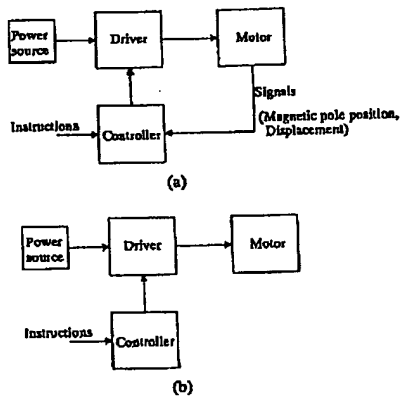 Power
source
Driver
Motor
Signals
(Magnetic pole position,
Displacement)
Instructions
Controller
(a)
Power
source
Driver
Motor
Instructions
Controller
(b)